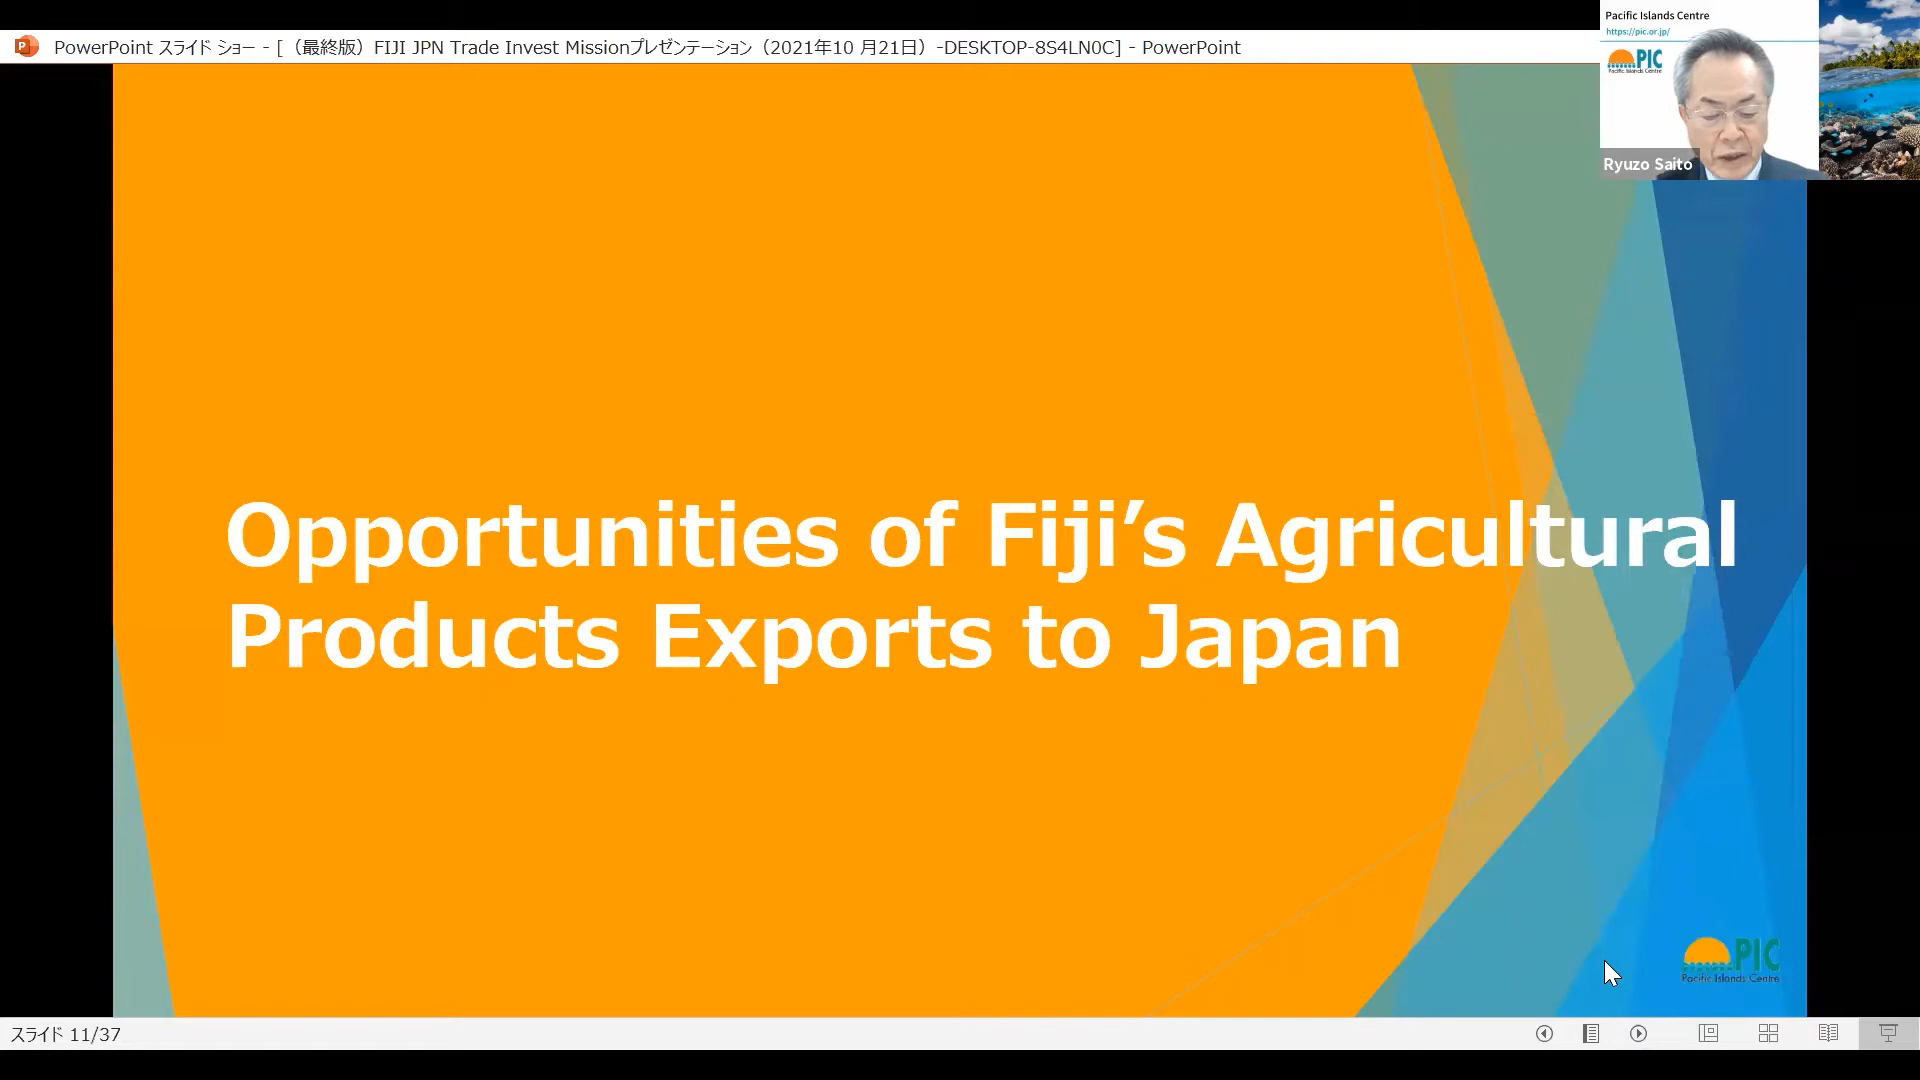 Pacific Islands Centre
https://pic.or.jp/
PIC
Pacific Islands Centre
Ryuzo Saito
PowerPoint スライド ショー - [（最終版）FIJI JPN Trade Invest Missionプレゼンテーション（2021年10 月21日）-DESKTOP-8S4LN0C] - PowerPoint
Opportunities of Fiji’s Agricultural
Products Exports to Japan
PIC
Pacific Islands Centre
スライド 11/37